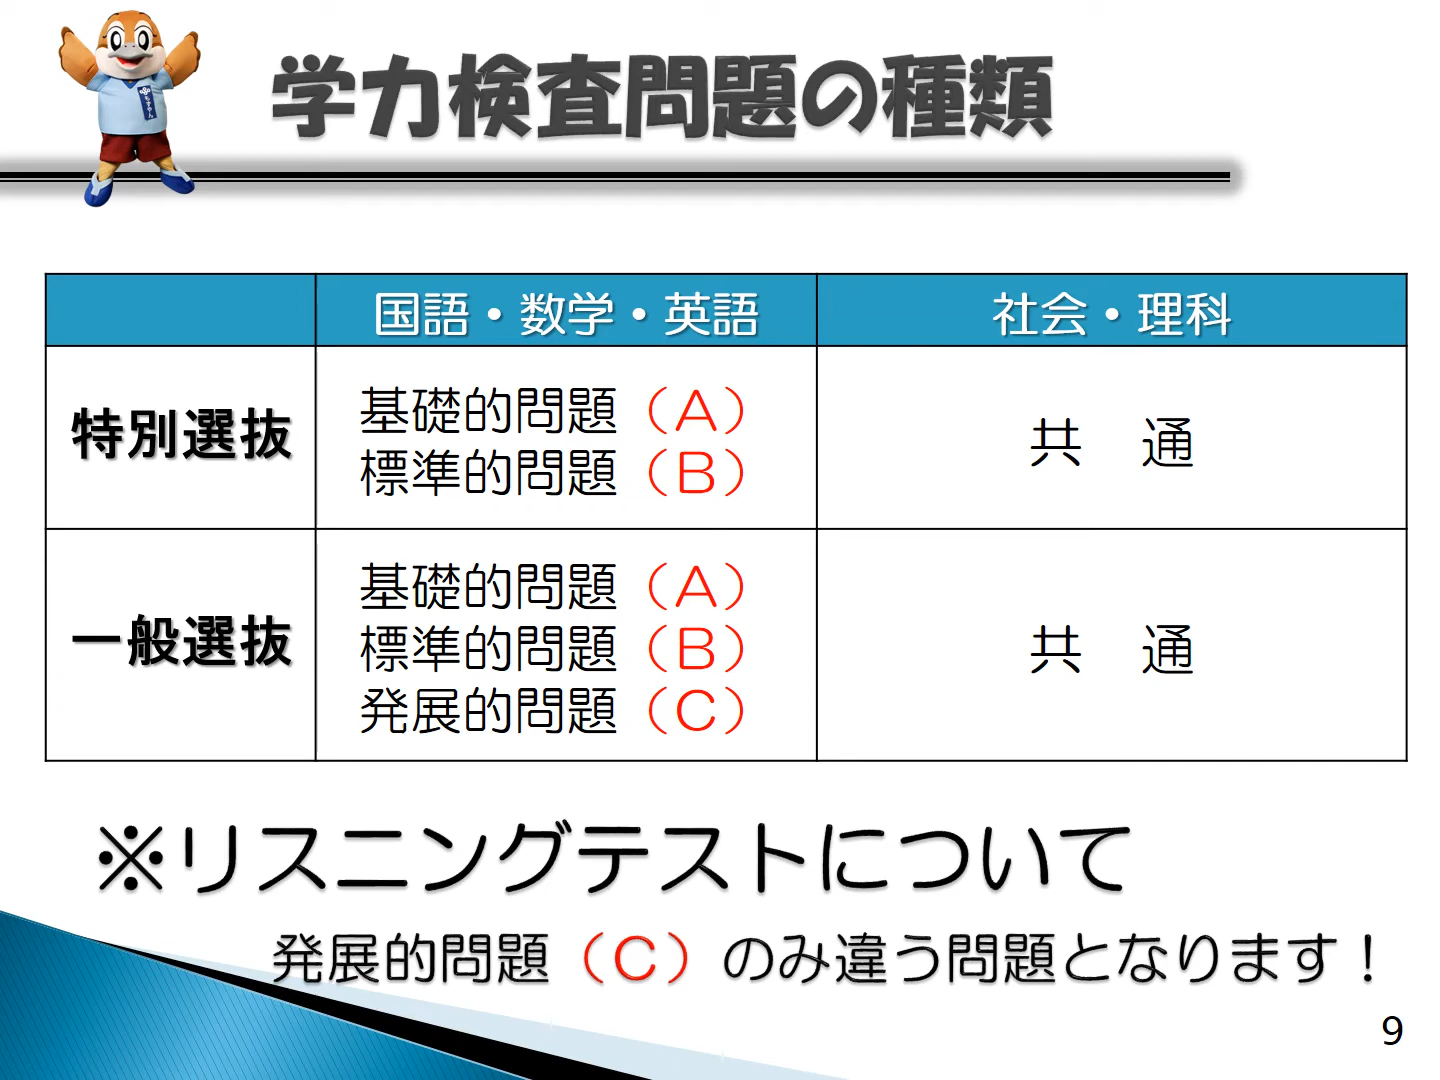 学力検査問題の種類
国語・数学・英語
社会・理科
特別選抜
基礎的問題（Ａ）
標準的問題（Ｂ）
共　通
一般選抜
基礎的問題（Ａ）
標準的問題（Ｂ）
発展的問題（Ｃ）
共　通
※リスニングテストについて
発展的問題（Ｃ）のみ違う問題となります！
9